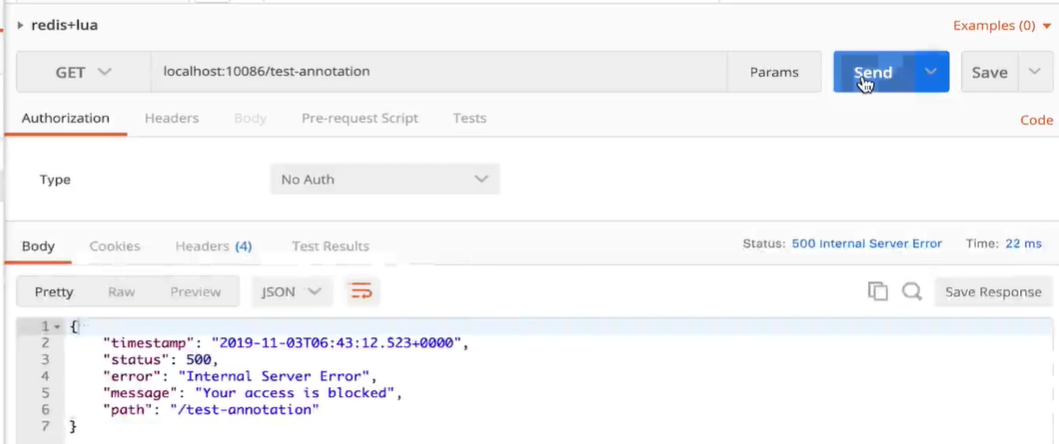 redis+lua Examples (0)
GET localhost:10086/test-annotation Params Send Save
Authorization Headers Body Pre-request Script Tests Code
Type No Auth
Body Cookies Headers (4) Test Results Status: 500 Internal Server Error Time: 22 ms
Pretty Raw Preview JSON Save Response
1 {
2 "timestamp": "2019-11-03T06:43:12.523+0000",
3 "status": 500,
4 "error": "Internal Server Error",
5 "message": "Your access is blocked",
6 "path": "/test-annotation"
7 }